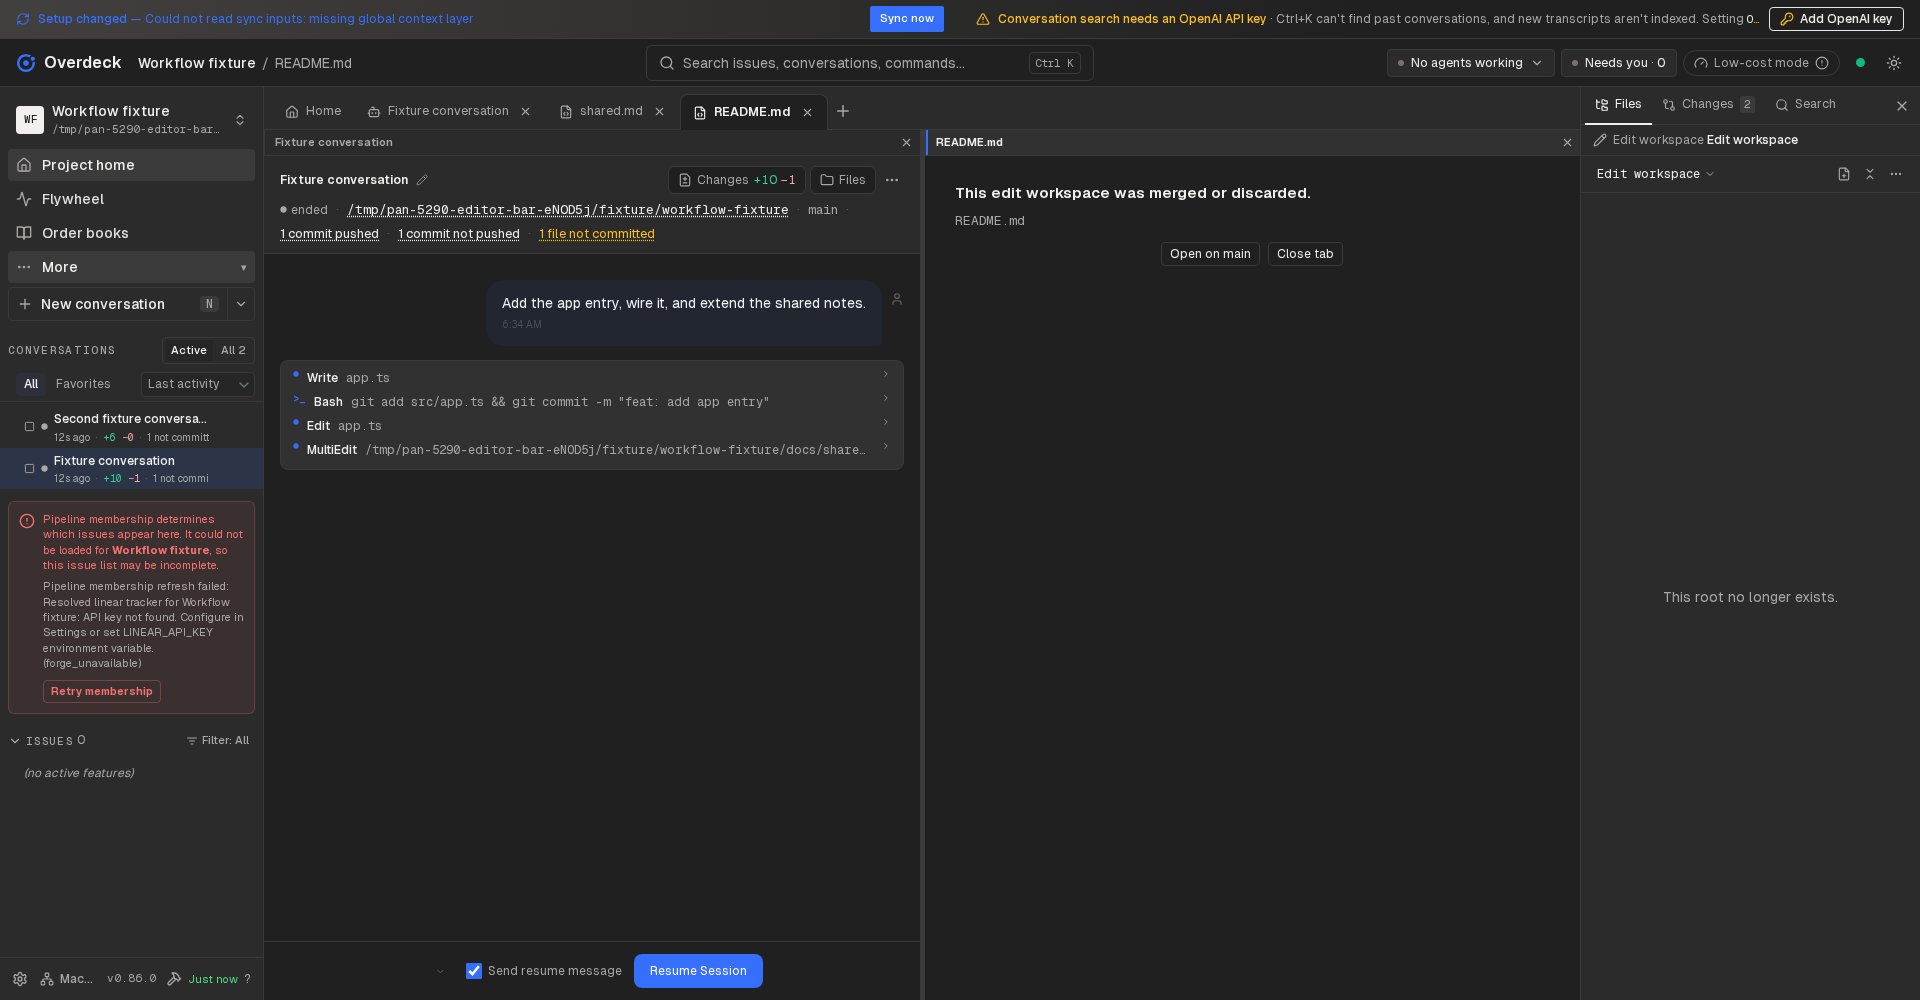 Setup changed — Could not read sync inputs: missing global context layer
Sync now
Conversation search needs an OpenAI API key · Ctrl+K can't find past conversations, and new transcripts aren't indexed. Setting O…
Add OpenAI key
Overdeck
Workflow fixture / README.md
Search issues, conversations, commands...
Ctrl K
No agents working
Needs you · 0
Low-cost mode
WF
Workflow fixture
/tmp/pan-5290-editor-bar…
Project home
Flywheel
Order books
More
New conversation
N
CONVERSATIONS
Active
All 2
All
Favorites
Last activity
Second fixture conversa…
12s ago · +6 −0 · 1 not committ
Fixture conversation
12s ago · +10 −1 · 1 not commi
Pipeline membership determines
which issues appear here. It could not
be loaded for Workflow fixture, so
this issue list may be incomplete.
Pipeline membership refresh failed:
Resolved linear tracker for Workflow
fixture: API key not found. Configure in
Settings or set LINEAR_API_KEY
environment variable.
(forge_unavailable)
Retry membership
ISSUES 0
Filter: All
(no active features)
Mac…
v0.86.0
Just now
?
Home
Fixture conversation
shared.md
README.md
Fixture conversation
Fixture conversation
Changes +10 −1
Files
ended · /tmp/pan-5290-editor-bar-eNOD5j/fixture/workflow-fixture · main ·
1 commit pushed · 1 commit not pushed · 1 file not committed
Add the app entry, wire it, and extend the shared notes.
6:34 AM
Write app.ts
>_ Bash git add src/app.ts && git commit -m "feat: add app entry"
Edit app.ts
MultiEdit /tmp/pan-5290-editor-bar-eNOD5j/fixture/workflow-fixture/docs/share…
Send resume message
Resume Session
README.md
This edit workspace was merged or discarded.
README.md
Open on main
Close tab
Files
Changes 2
Search
Edit workspace Edit workspace
Edit workspace
This root no longer exists.